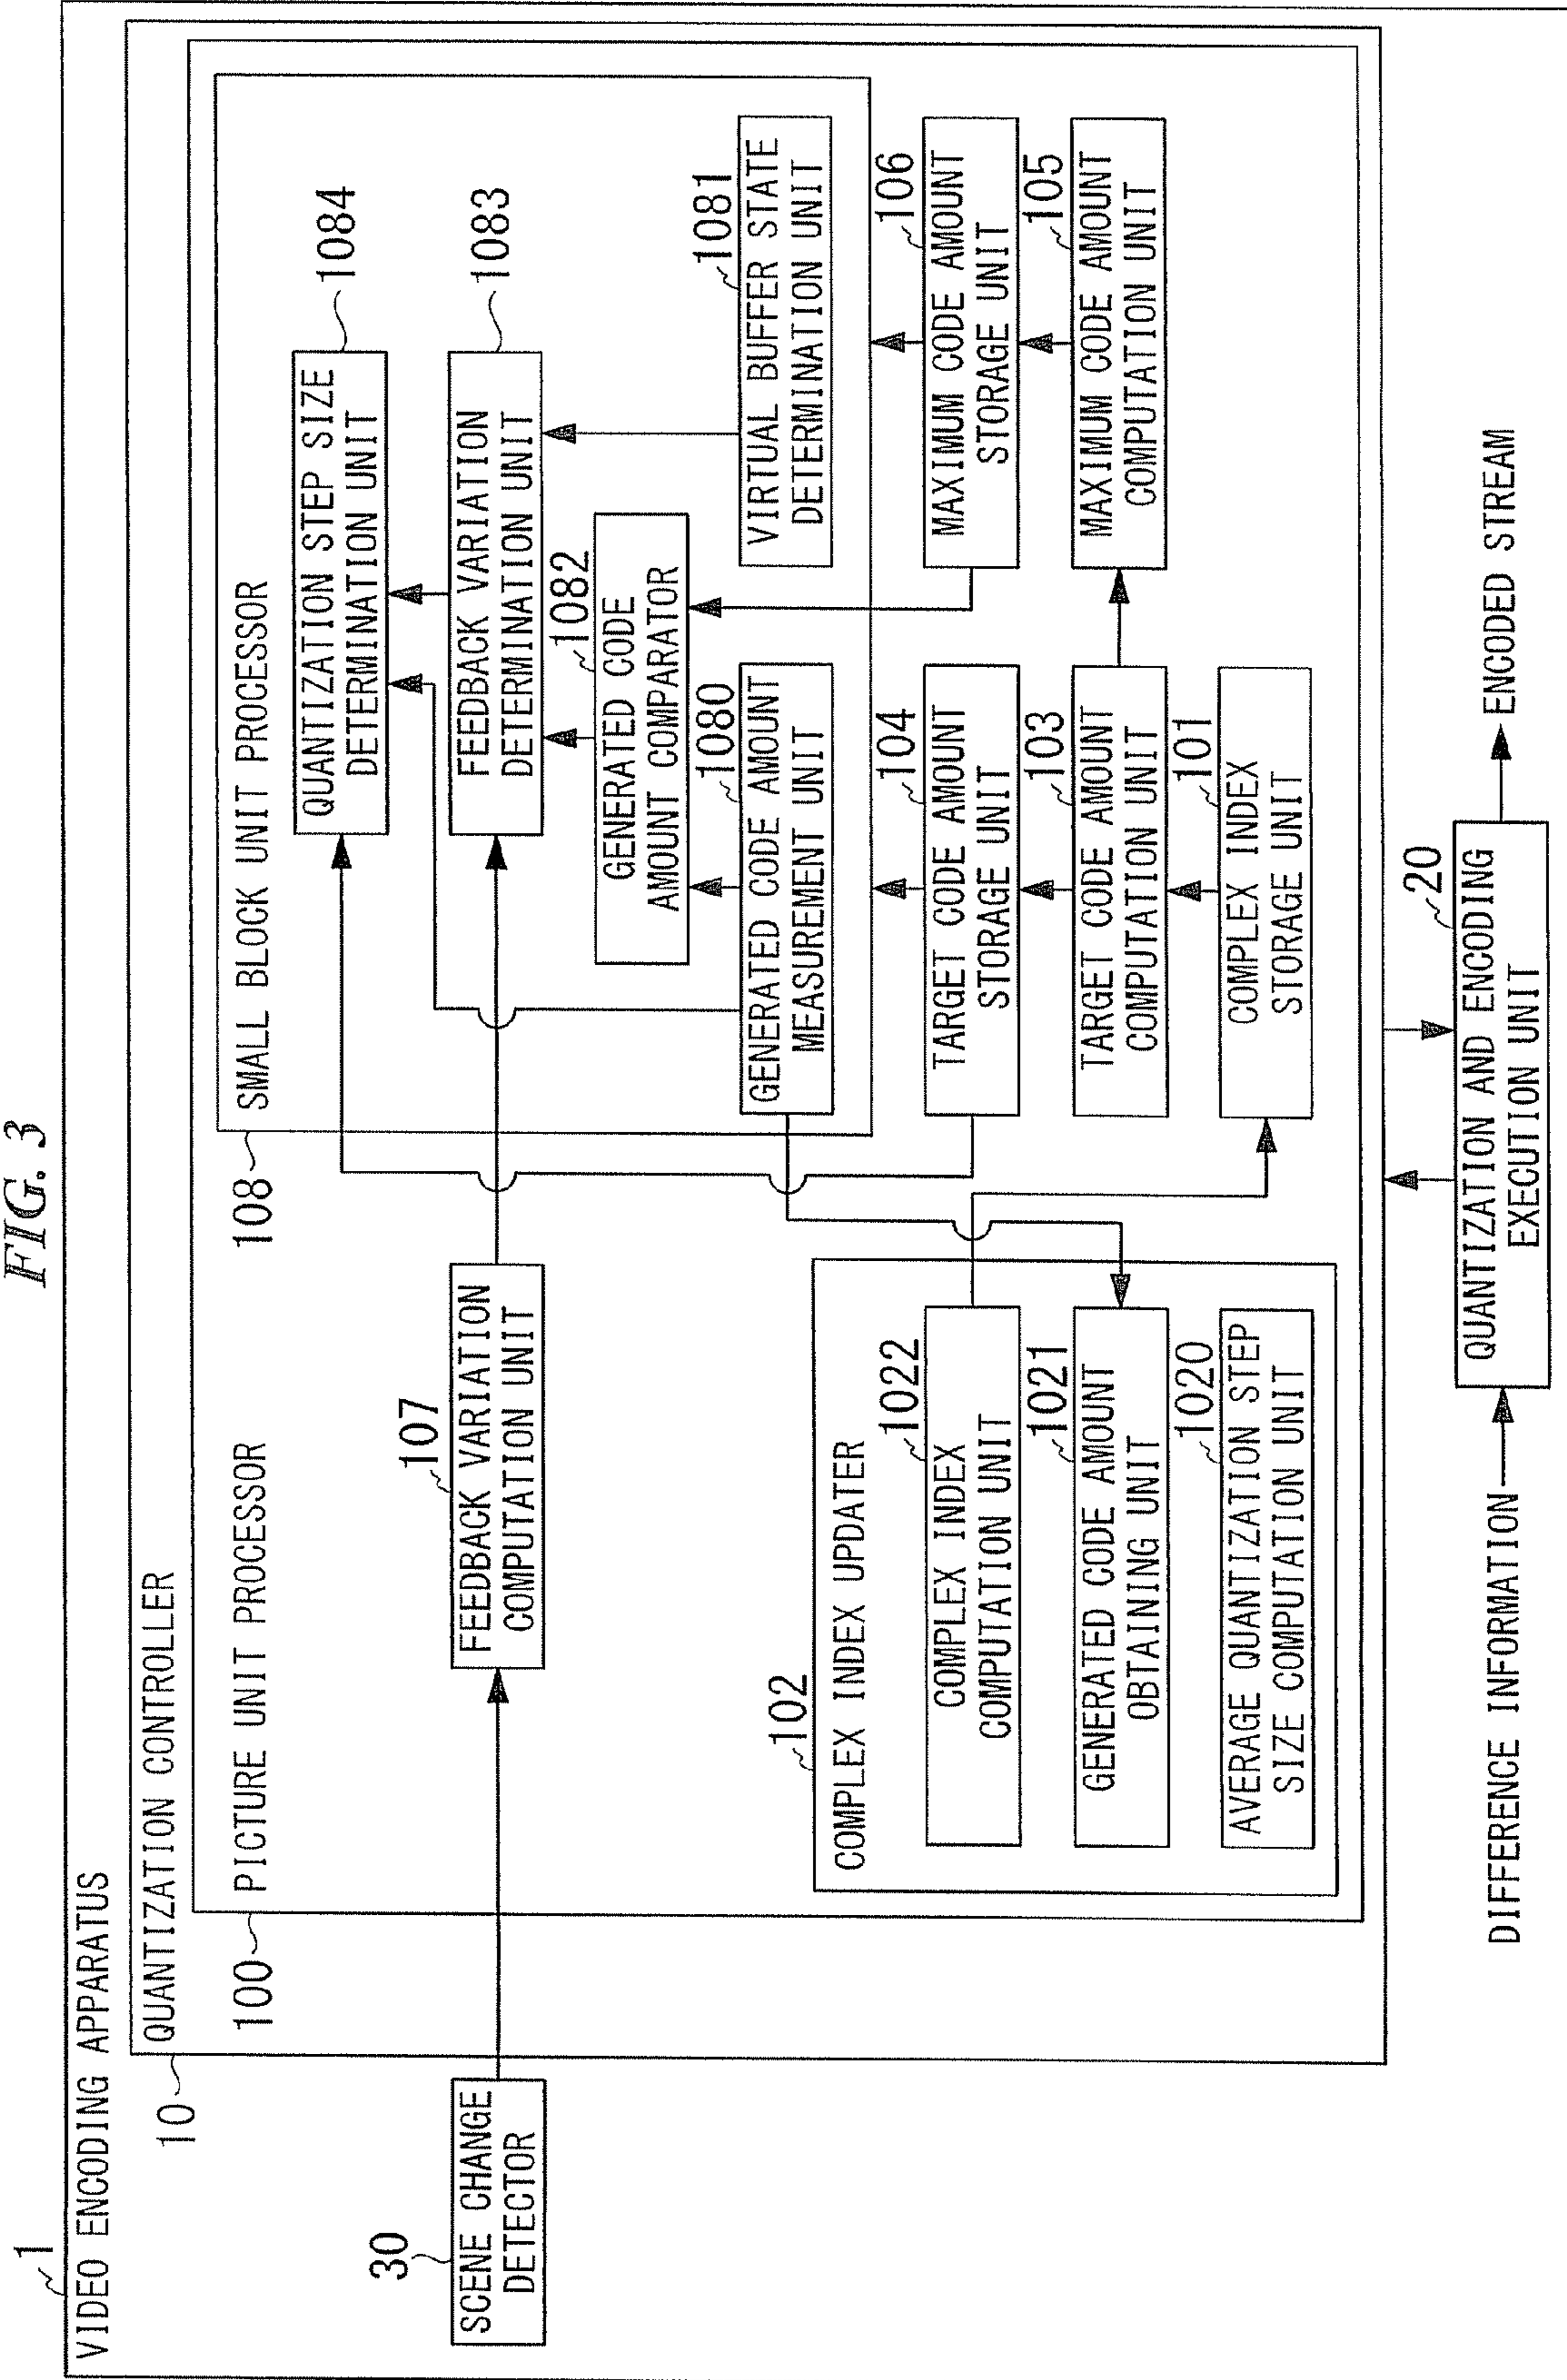 FIG. 3
1
VIDEO ENCODING APPARATUS
10
QUANTIZATION CONTROLLER
100
PICTURE UNIT PROCESSOR
108
SMALL BLOCK UNIT PROCESSOR
30
SCENE CHANGE
DETECTOR
107
FEEDBACK VARIATION
COMPUTATION UNIT
1084
QUANTIZATION STEP SIZE
DETERMINATION UNIT
1083
FEEDBACK VARIATION
DETERMINATION UNIT
1082
GENERATED CODE
AMOUNT COMPARATOR
1080
GENERATED CODE AMOUNT
MEASUREMENT UNIT
1081
VIRTUAL BUFFER STATE
DETERMINATION UNIT
102
COMPLEX INDEX UPDATER
1022
COMPLEX INDEX
COMPUTATION UNIT
1021
GENERATED CODE AMOUNT
OBTAINING UNIT
1020
AVERAGE QUANTIZATION STEP
SIZE COMPUTATION UNIT
104
TARGET CODE AMOUNT
STORAGE UNIT
106
MAXIMUM CODE AMOUNT
STORAGE UNIT
103
TARGET CODE AMOUNT
COMPUTATION UNIT
105
MAXIMUM CODE AMOUNT
COMPUTATION UNIT
101
COMPLEX INDEX
STORAGE UNIT
DIFFERENCE INFORMATION
20
QUANTIZATION AND ENCODING
EXECUTION UNIT
ENCODED STREAM